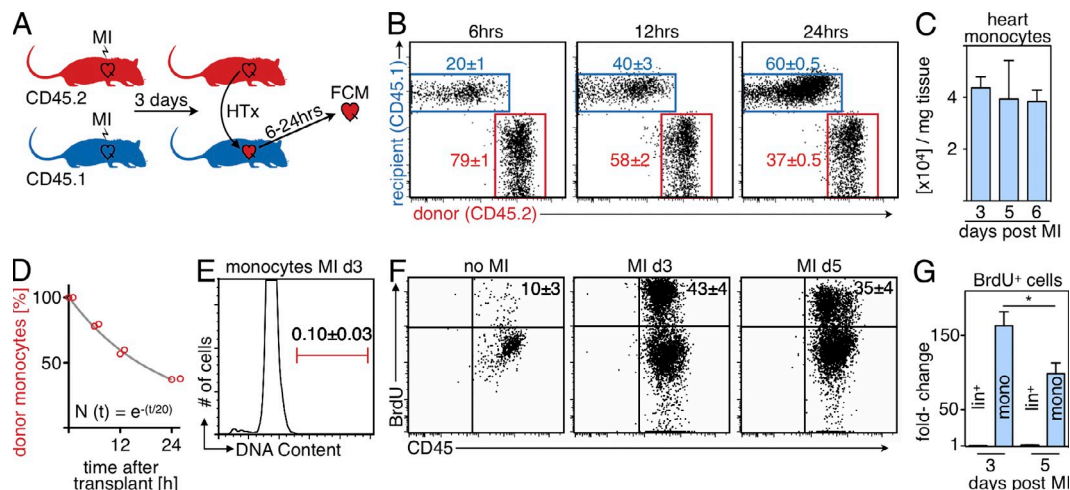 A
MI
CD45.2
3 days
HTx
6-24hrs
FCM
MI
CD45.1
B
6hrs
12hrs
24hrs
recipient (CD45.1)
20±1
40±3
60±0.5
79±1
58±2
37±0.5
donor (CD45.2)
C
heart
monocytes
[x10⁴] / mg tissue
4
2
3 5 6
days post MI
D
donor monocytes [%]
100
50
N (t) = e-(t/20)
12 24
time after
transplant [h]
E
monocytes MI d3
0.10±0.03
# of cells
DNA Content
F
no MI
MI d3
MI d5
10±3
43±4
35±4
BrdU
CD45
G
BrdU⁺ cells
*
fold- change
150
50
1
lin⁺
mono
lin⁺
mono
3 5
days post MI